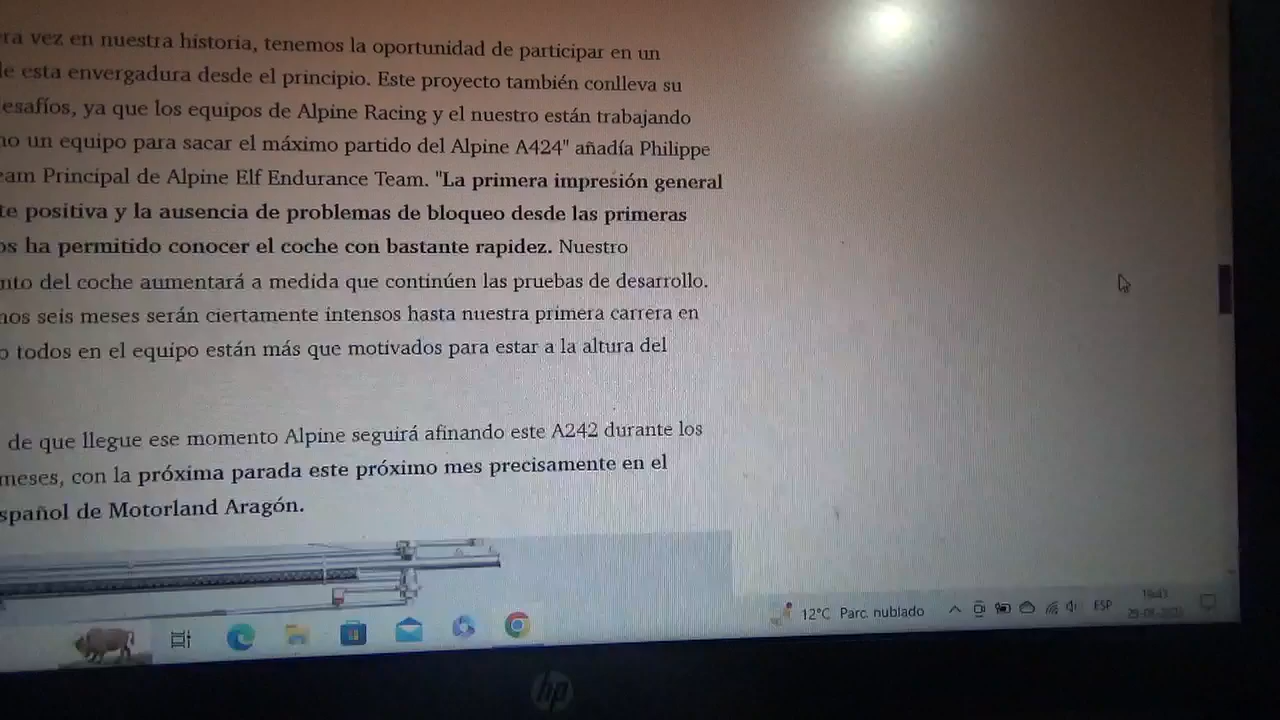 era vez en nuestra historia, tenemos la oportunidad de participar en un
de esta envergadura desde el principio. Este proyecto también conlleva su
esafíos, ya que los equipos de Alpine Racing y el nuestro están trabajando
no un equipo para sacar el máximo partido del Alpine A424" añadía Philippe
eam Principal de Alpine Elf Endurance Team. "La primera impresión general
te positiva y la ausencia de problemas de bloqueo desde las primeras
os ha permitido conocer el coche con bastante rapidez. Nuestro
nto del coche aumentará a medida que continúen las pruebas de desarrollo.
nos seis meses serán ciertamente intensos hasta nuestra primera carrera en
o todos en el equipo están más que motivados para estar a la altura del
de que llegue ese momento Alpine seguirá afinando este A242 durante los
meses, con la próxima parada este próximo mes precisamente en el
español de Motorland Aragón.
12°C Parc. nublado
ESP
hp